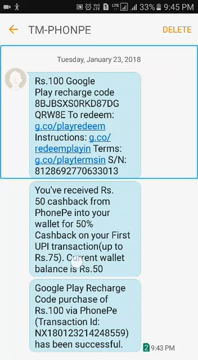 33% 9:45 PM
TM-PHONPE
DELETE
Tuesday, January 23, 2018
Rs.100 Google
Play recharge code
8BJBSXS0RKD87DG
QRW8E To redeem:
g.co/playredeem
Instructions: g.co/
redeemplayin Terms:
g.co/playtermsin S/N:
8128692770633013
You've received Rs.
50 cashback from
PhonePe into your
wallet for 50%
Cashback on your First
UPI transaction(up to
Rs.75). Current wallet
balance is Rs.50
Google Play Recharge
Code purchase of
Rs.100 via PhonePe
(Transaction Id:
NX180123214248559)
has been successful.
2 9:43 PM